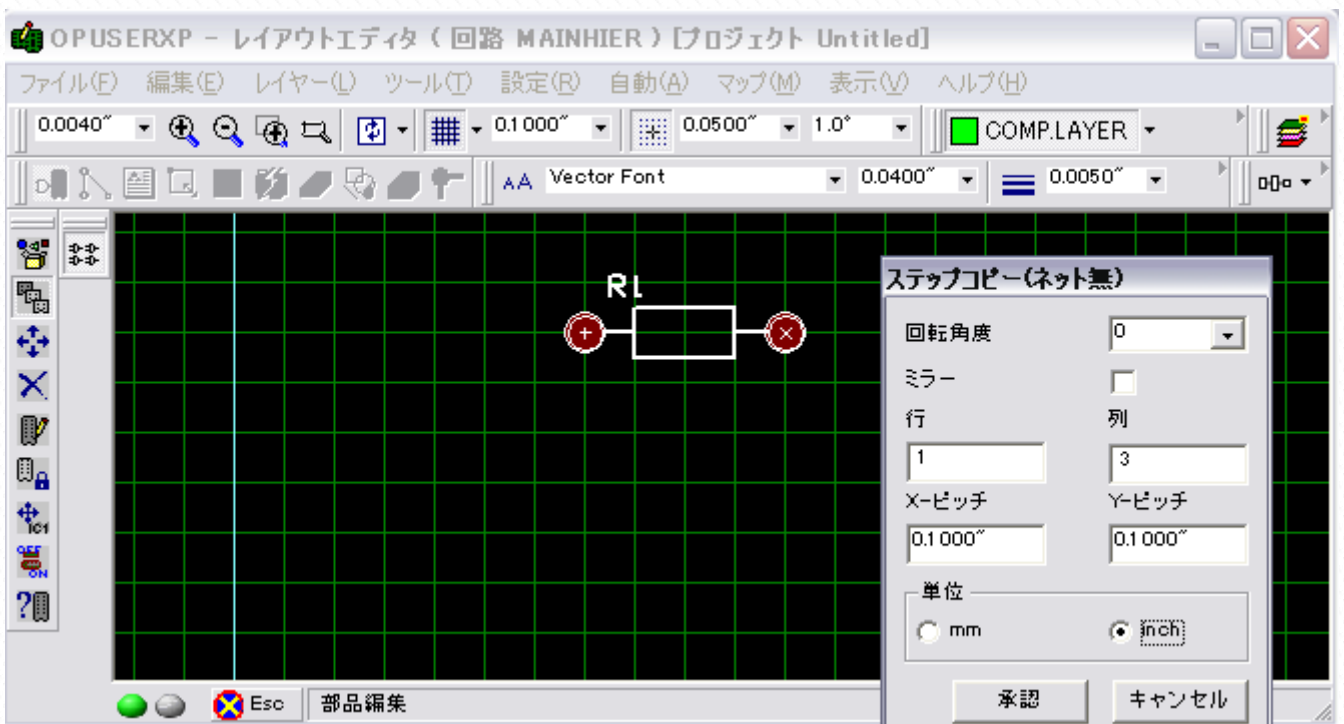 OPUSERXP - レイアウトエディタ ( 回路 MAINHIER ) [プロジェクト Untitled]
ファイル(F) 編集(E) レイヤー(L) ツール(T) 設定(R) 自動(A) マップ(M) 表示(V) ヘルプ(H)
0.0040" 0.1000" 0.0500" 1.0° COMP.LAYER
AA Vector Font 0.0400" 0.0050"
R1
IC1
OFF
ON
ステップコピー(ネット無)
回転角度 0
ミラー
行 列
1 3
X-ピッチ Y-ピッチ
0.1000" 0.1000"
単位
mm inch
承認 キャンセル
Esc 部品編集